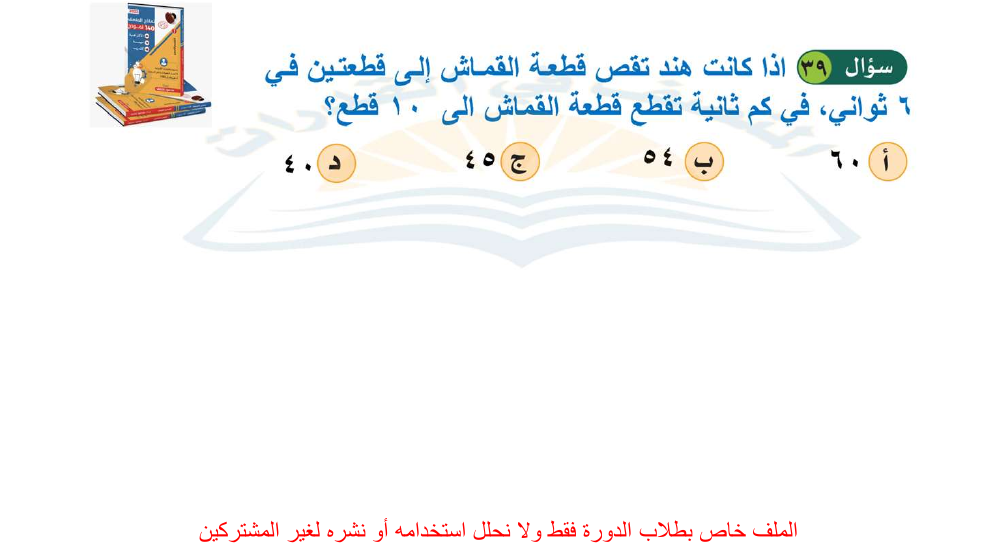 سؤال ٣٩ اذا كانت هند تقص قطعة القماش إلى قطعتين في
٦ ثواني، في كم ثانية تقطع قطعة القماش الى ١٠ قطع؟
أ ٦٠ ب ٥٤ ج ٤٥ د ٤٠
الملف خاص بطلاب الدورة فقط ولا نحلل استخدامه أو نشره لغير المشتركين